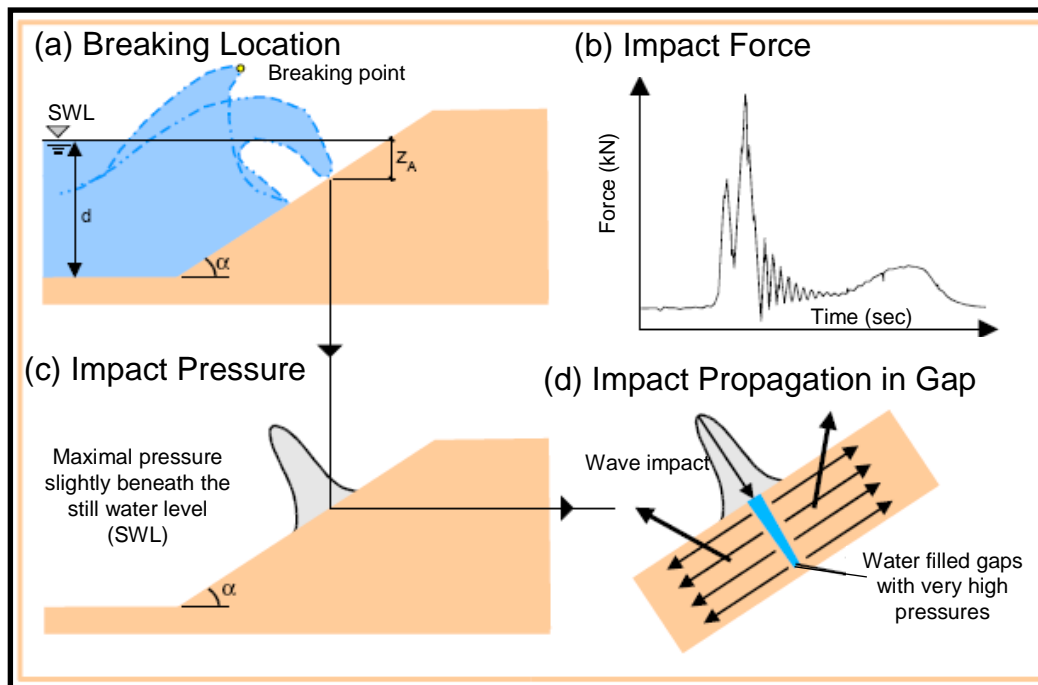 (a) Breaking Location
Breaking point
SWL
Z_A
d
α
(b) Impact Force
Force (kN)
Time (sec)
(c) Impact Pressure
Maximal pressure
slightly beneath the
still water level
(SWL)
α
(d) Impact Propagation in Gap
Wave impact
Water filled gaps
with very high
pressures